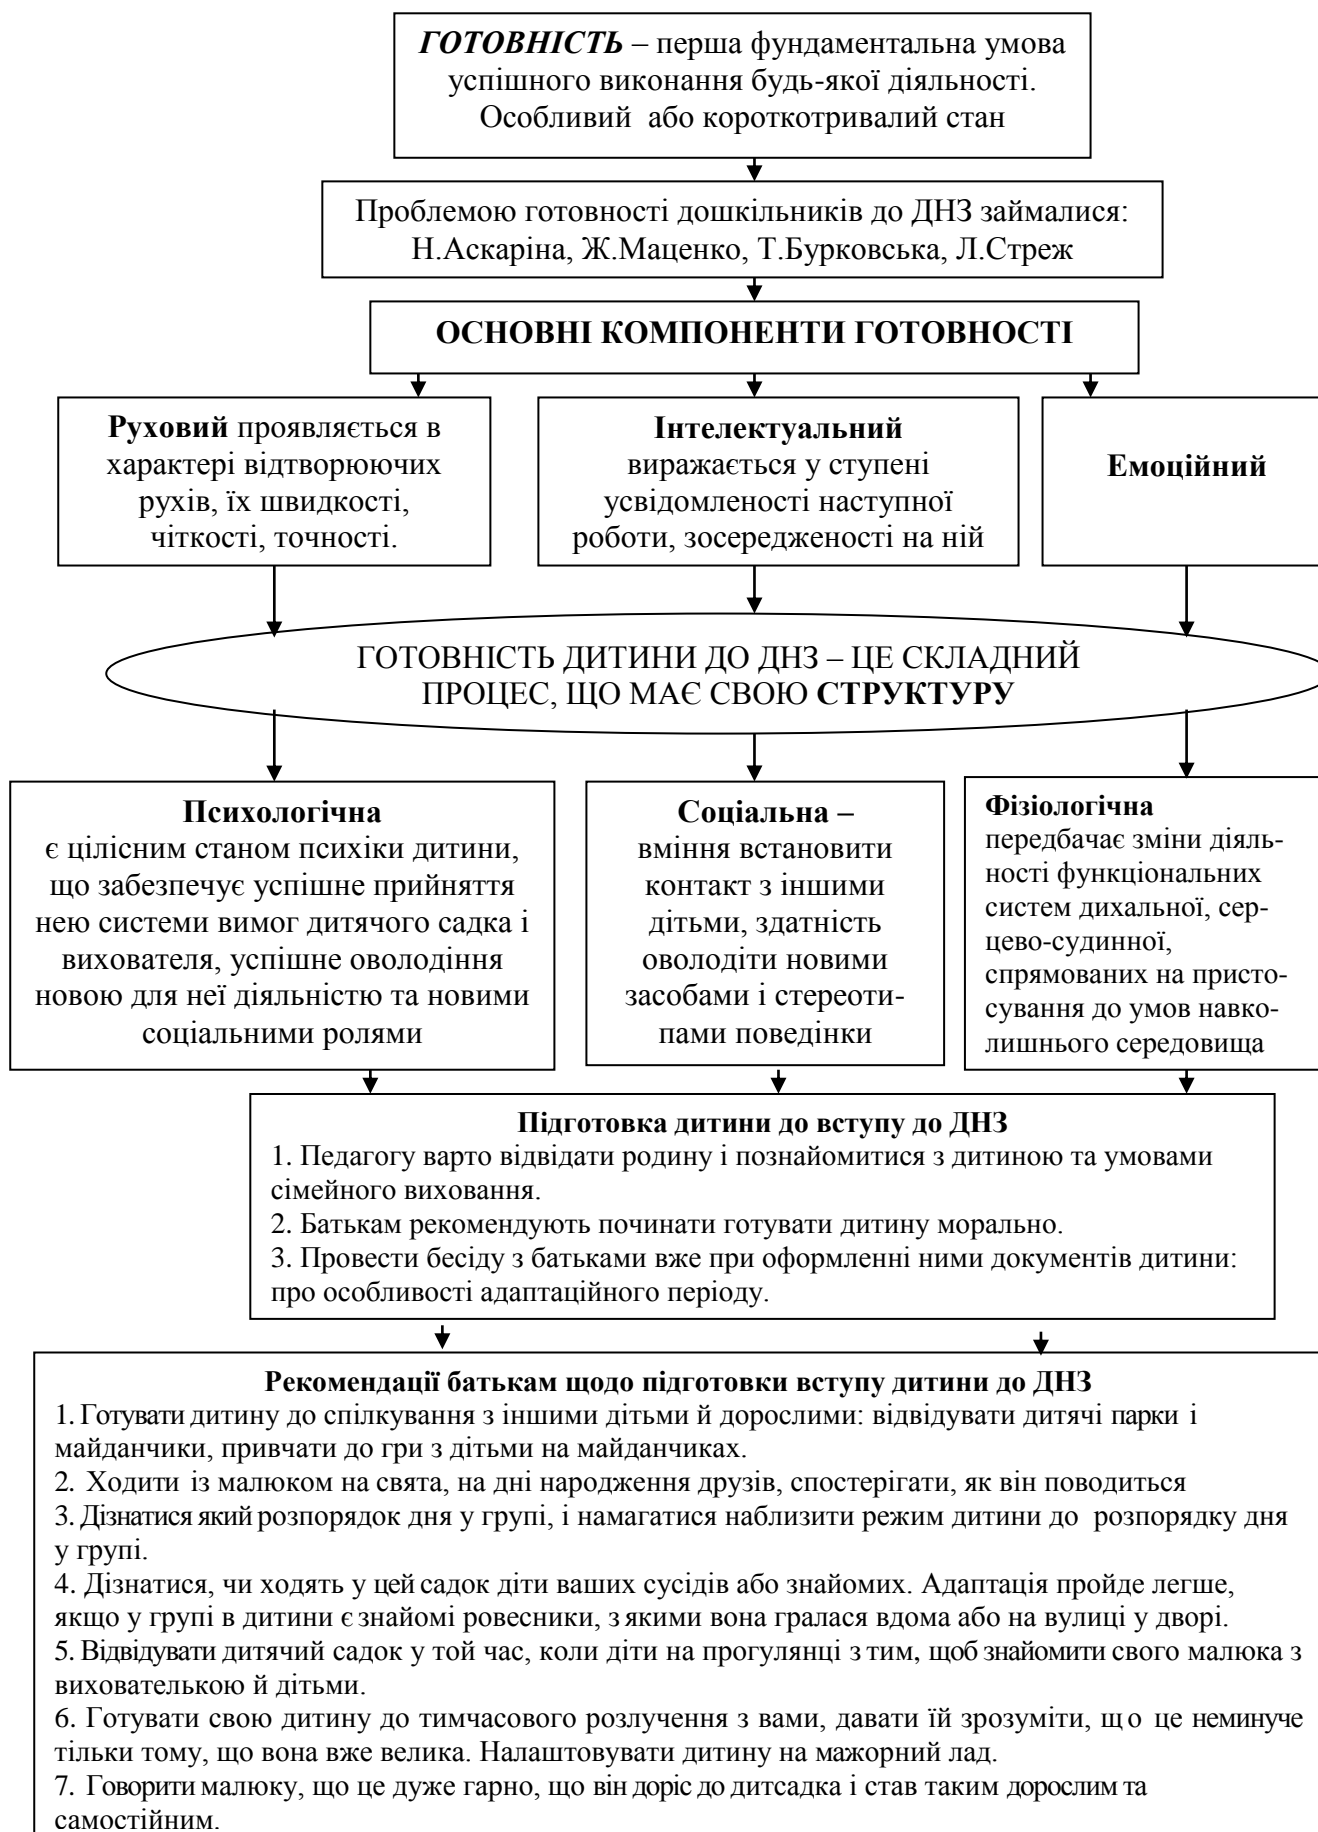 ГОТОВНІСТЬ – перша фундаментальна умова
успішного виконання будь-якої діяльності.
Особливий або короткотривалий стан
Проблемою готовності дошкільників до ДНЗ займалися:
Н.Аскаріна, Ж.Маценко, Т.Бурковська, Л.Стреж
ОСНОВНІ КОМПОНЕНТИ ГОТОВНОСТІ
Руховий проявляється в
характері відтворюючих
рухів, їх швидкості,
чіткості, точності.
Інтелектуальний
виражається у ступені
усвідомленості наступної
роботи, зосередженості на ній
Емоційний
ГОТОВНІСТЬ ДИТИНИ ДО ДНЗ – ЦЕ СКЛАДНИЙ
ПРОЦЕС, ЩО МАЄ СВОЮ СТРУКТУРУ
Психологічна
є цілісним станом психіки дитини,
що забезпечує успішне прийняття
нею системи вимог дитячого садка і
вихователя, успішне оволодіння
новою для неї діяльністю та новими
соціальними ролями
Соціальна –
вміння встановити
контакт з іншими
дітьми, здатність
оволодіти новими
засобами і стереоти-
пами поведінки
Фізіологічна
передбачає зміни діяль-
ності функціональних
систем дихальної, сер-
цево-судинної,
спрямованих на присто-
сування до умов навко-
лишнього середовища
Підготовка дитини до вступу до ДНЗ
1. Педагогу варто відвідати родину і познайомитися з дитиною та умовами
сімейного виховання.
2. Батькам рекомендують починати готувати дитину морально.
3. Провести бесіду з батьками вже при оформленні ними документів дитини:
про особливості адаптаційного періоду.
Рекомендації батькам щодо підготовки вступу дитини до ДНЗ
1. Готувати дитину до спілкування з іншими дітьми й дорослими: відвідувати дитячі парки і
майданчики, привчати до гри з дітьми на майданчиках.
2. Ходити із малюком на свята, на дні народження друзів, спостерігати, як він поводиться
3. Дізнатися який розпорядок дня у групі, і намагатися наблизити режим дитини до розпорядку дня
у групі.
4. Дізнатися, чи ходять у цей садок діти ваших сусідів або знайомих. Адаптація пройде легше,
якщо у групі в дитини є знайомі ровесники, з якими вона гралася вдома або на вулиці у дворі.
5. Відвідувати дитячий садок у той час, коли діти на прогулянці з тим, щоб знайомити свого малюка з
вихователькою й дітьми.
6. Готувати свою дитину до тимчасового розлучення з вами, давати їй зрозуміти, що це неминуче
тільки тому, що вона вже велика. Налаштовувати дитину на мажорний лад.
7. Говорити малюку, що це дуже гарно, що він доріс до дитсадка і став таким дорослим та
самостійним.